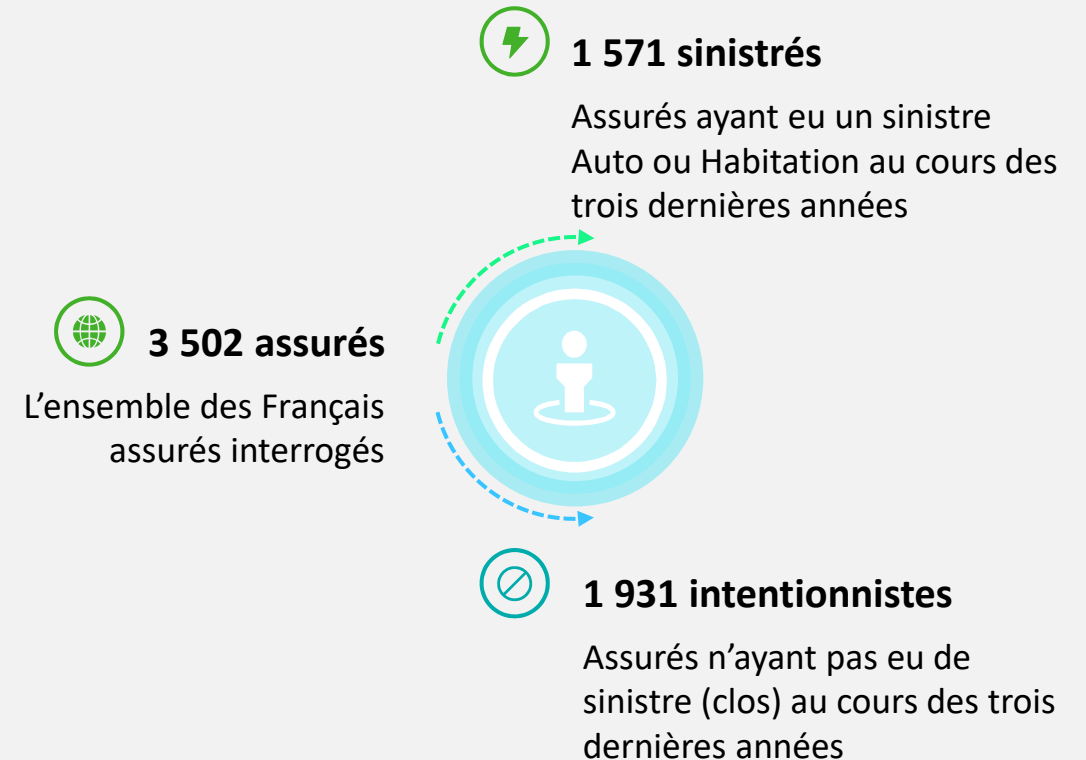 1 571 sinistrés
Assurés ayant eu un sinistre
Auto ou Habitation au cours des
trois dernières années
3 502 assurés
L’ensemble des Français
assurés interrogés
1 931 intentionnistes
Assurés n’ayant pas eu de
sinistre (clos) au cours des trois
dernières années